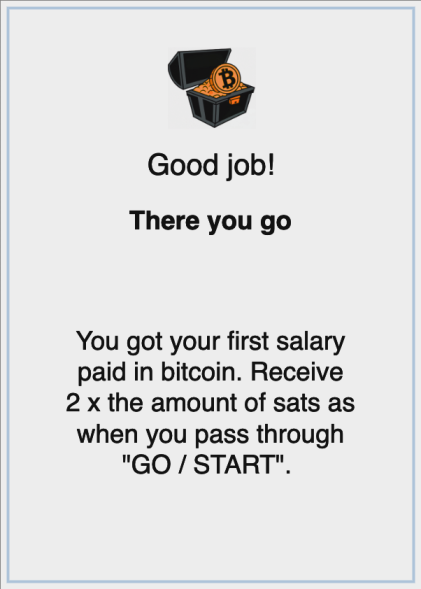 Good job!
There you go
You got your first salary
paid in bitcoin. Receive
2 x the amount of sats as
when you pass through
"GO / START".